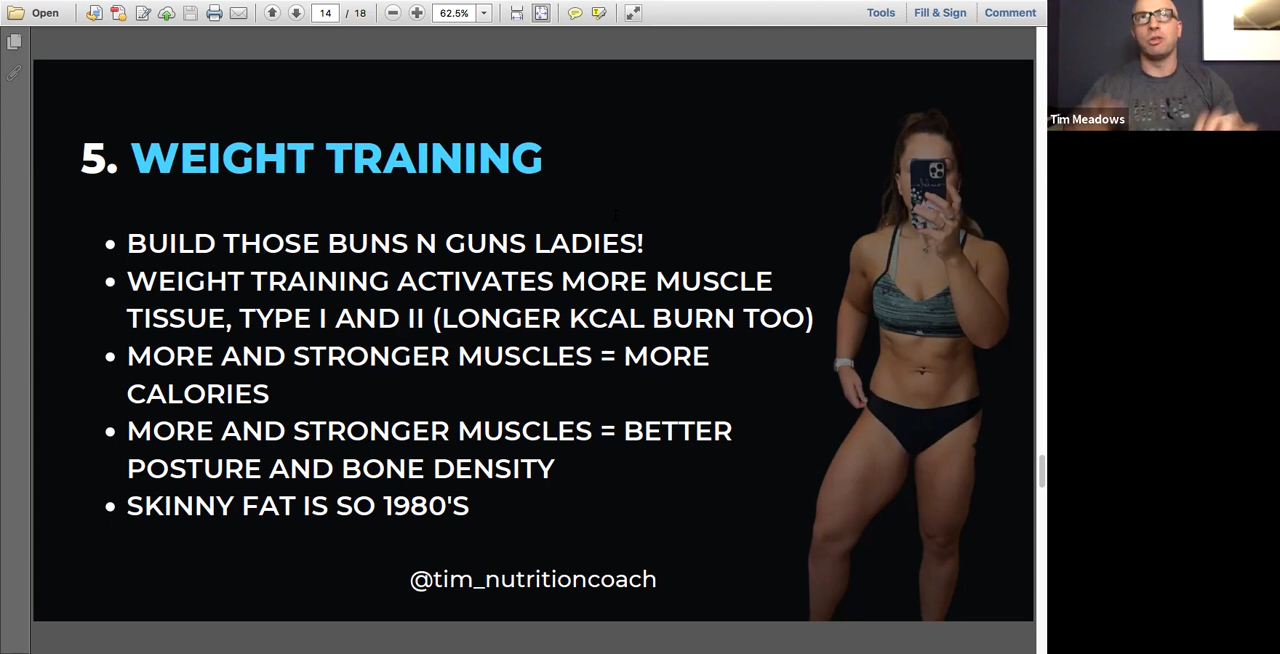 Open
14 / 18
62.5%
Tools
Fill & Sign
Comment
Tim Meadows
5. WEIGHT TRAINING
• BUILD THOSE BUNS N GUNS LADIES!
• WEIGHT TRAINING ACTIVATES MORE MUSCLE
TISSUE, TYPE I AND II (LONGER KCAL BURN TOO)
• MORE AND STRONGER MUSCLES = MORE
CALORIES
• MORE AND STRONGER MUSCLES = BETTER
POSTURE AND BONE DENSITY
• SKINNY FAT IS SO 1980'S
@tim_nutritioncoach